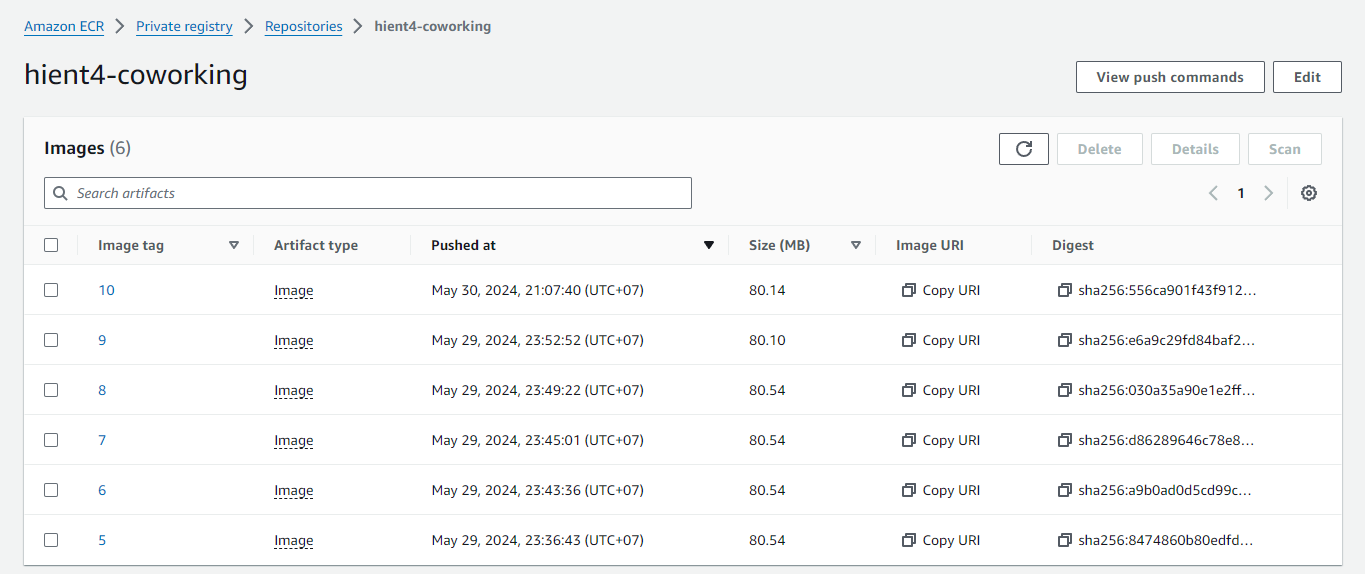 Amazon ECR Private registry Repositories hient4-coworking
hient4-coworking
View push commands Edit
Images (6)
Delete Details Scan
Search artifacts
1
Image tag Artifact type Pushed at Size (MB) Image URI Digest
10 Image May 30, 2024, 21:07:40 (UTC+07) 80.14 Copy URI sha256:556ca901f43f912...
9 Image May 29, 2024, 23:52:52 (UTC+07) 80.10 Copy URI sha256:e6a9c29fd84baf2...
8 Image May 29, 2024, 23:49:22 (UTC+07) 80.54 Copy URI sha256:030a35a90e1e2ff...
7 Image May 29, 2024, 23:45:01 (UTC+07) 80.54 Copy URI sha256:d86289646c78e8...
6 Image May 29, 2024, 23:43:36 (UTC+07) 80.54 Copy URI sha256:a9b0ad0d5cd99c...
5 Image May 29, 2024, 23:36:43 (UTC+07) 80.54 Copy URI sha256:8474860b80edfd...